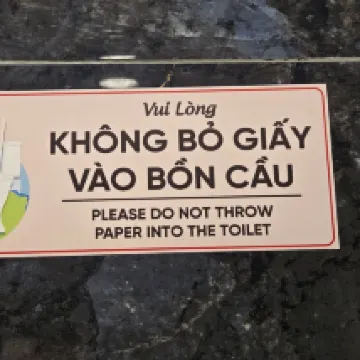 Vui Lòng
KHÔNG BỎ GIẤY
VÀO BỒN CẦU
PLEASE DO NOT THROW
PAPER INTO THE TOILET